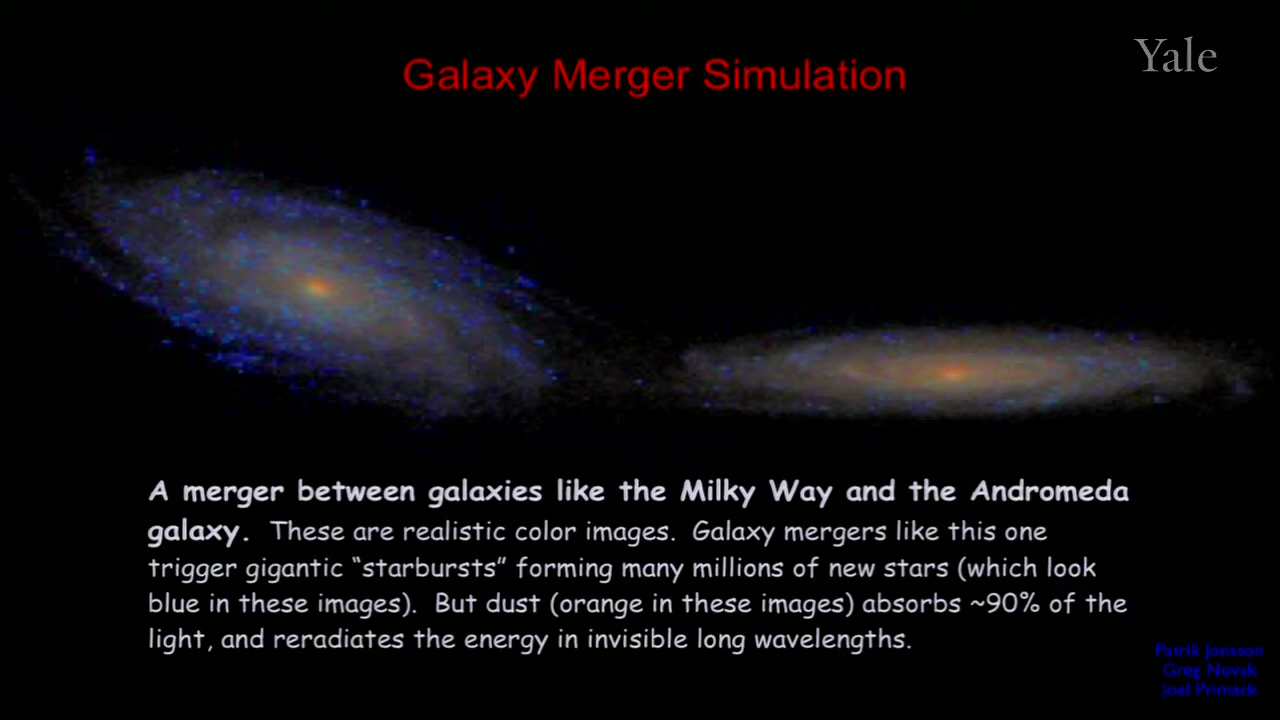 Yale
Galaxy Merger Simulation
A merger between galaxies like the Milky Way and the Andromeda
galaxy. These are realistic color images. Galaxy mergers like this one
trigger gigantic “starbursts” forming many millions of new stars (which look
blue in these images). But dust (orange in these images) absorbs ~90% of the
light, and reradiates the energy in invisible long wavelengths.
Patrik Jonsson
Greg Novak
Joel Primack